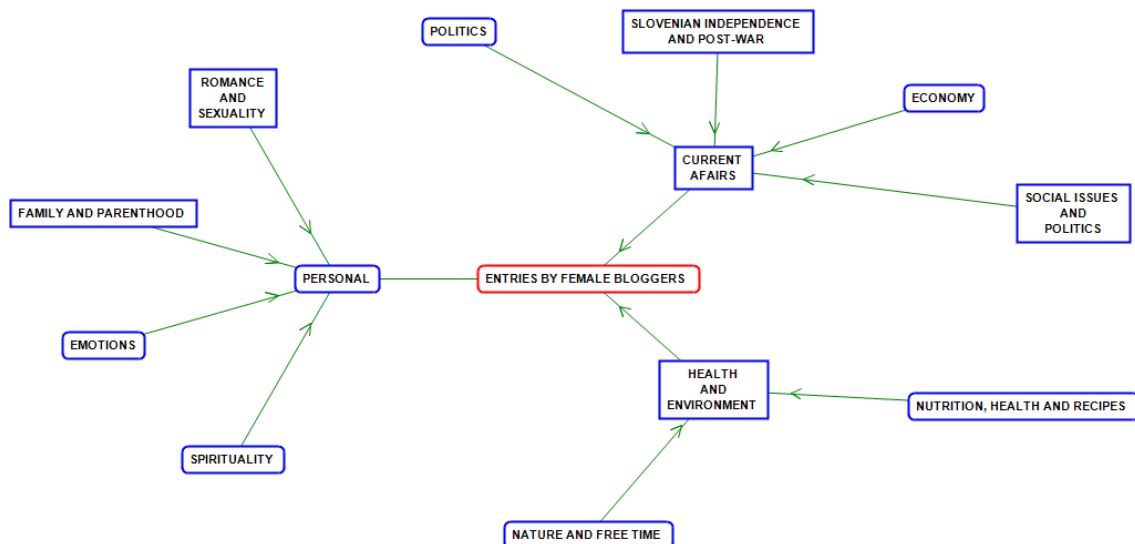 SLOVENIAN INDEPENDENCE
AND POST-WAR
POLITICS
ROMANCE
AND
SEXUALITY
ECONOMY
CURRENT
AFAIRS
SOCIAL ISSUES
AND
POLITICS
FAMILY AND PARENTHOOD
PERSONAL
ENTRIES BY FEMALE BLOGGERS
EMOTIONS
HEALTH
AND
ENVIRONMENT
NUTRITION, HEALTH AND RECIPES
SPIRITUALITY
NATURE AND FREE TIME